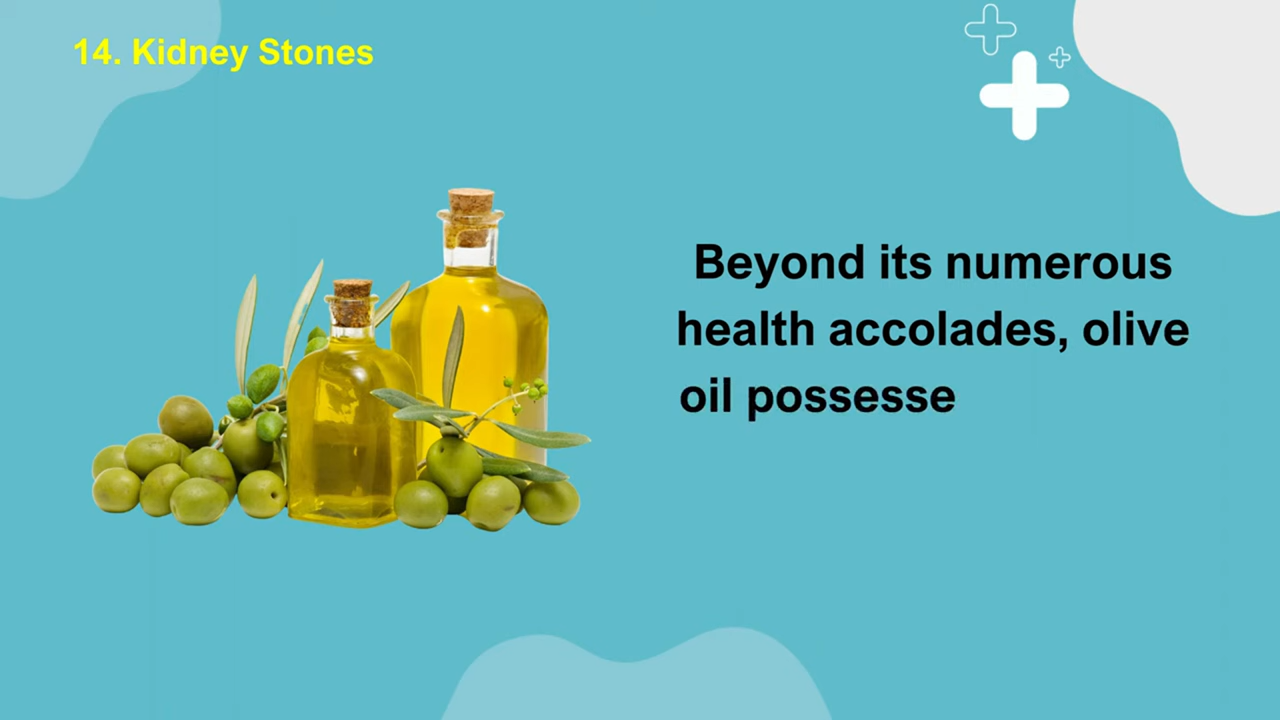 14. Kidney Stones
Beyond its numerous
health accolades, olive
oil possesse